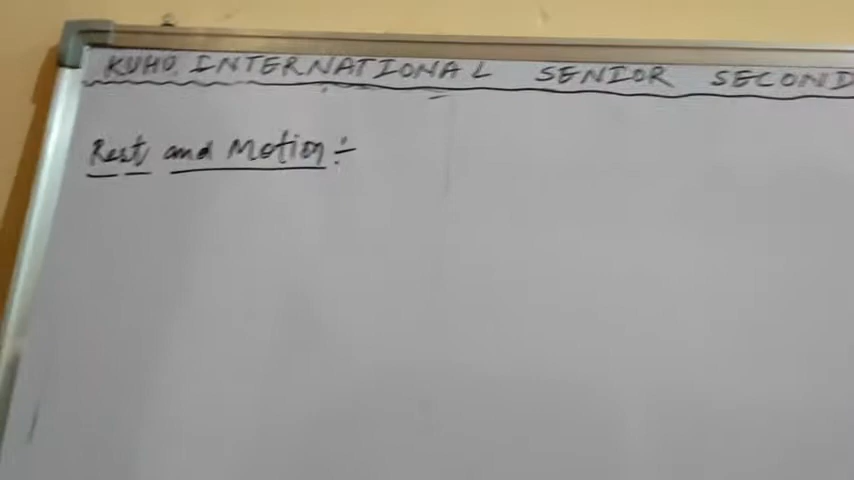 KUHO. INTERNATIONAL SENIOR SECOND
Rest and Motion :-